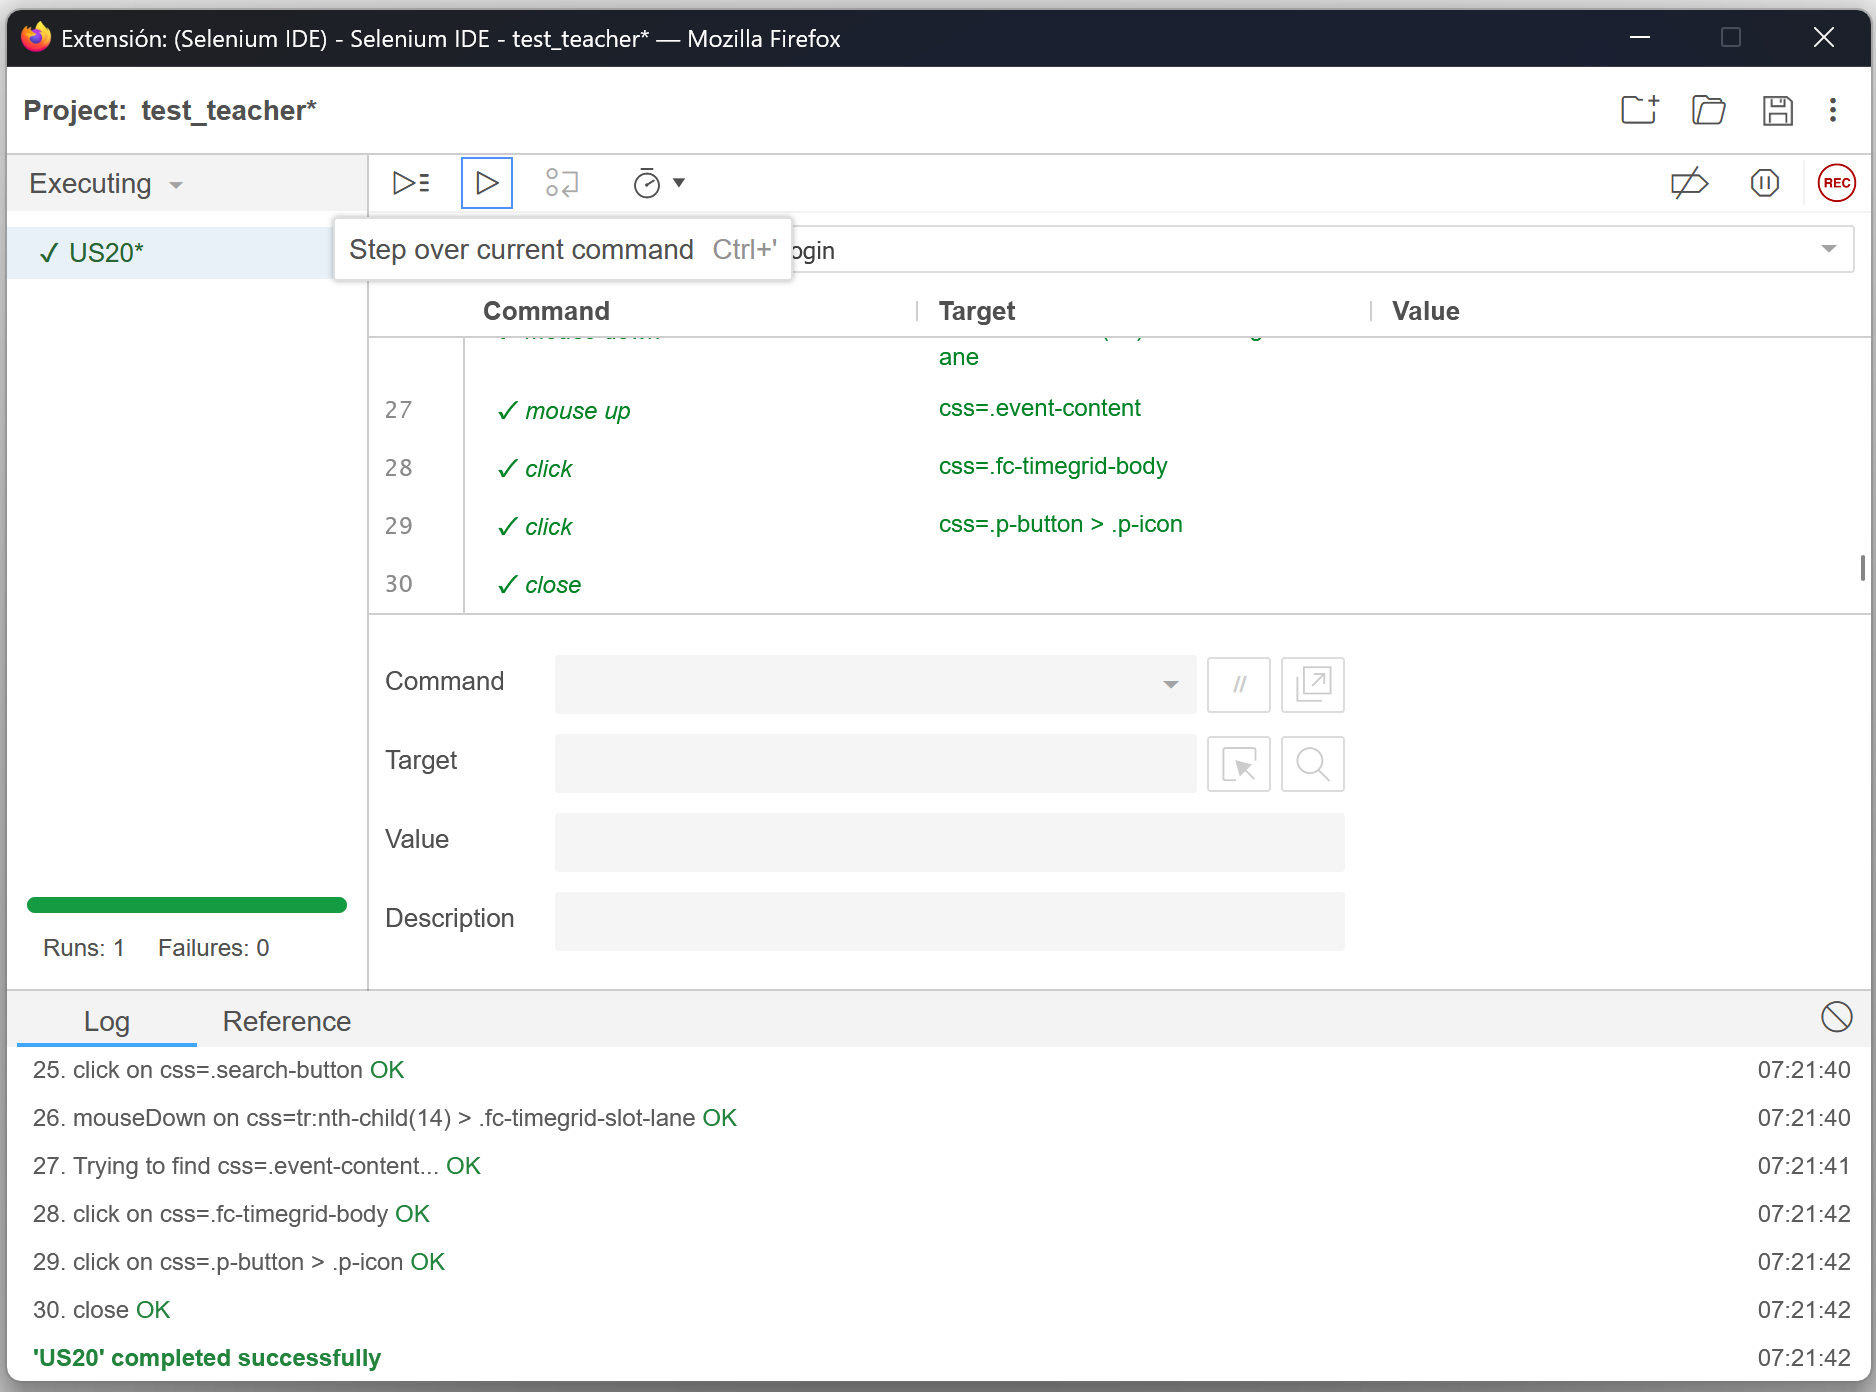 Extensión: (Selenium IDE) - Selenium IDE - test_teacher* — Mozilla Firefox
Project: test_teacher*
Executing
REC
✓ US20*
Step over current command Ctrl+'
ogin
Command Target Value
ane
27 ✓ mouse up css=.event-content
28 ✓ click css=.fc-timegrid-body
29 ✓ click css=.p-button > .p-icon
30 ✓ close
Command //
Target
Value
Description
Runs: 1 Failures: 0
Log Reference
25. click on css=.search-button OK 07:21:40
26. mouseDown on css=tr:nth-child(14) > .fc-timegrid-slot-lane OK 07:21:40
27. Trying to find css=.event-content... OK 07:21:41
28. click on css=.fc-timegrid-body OK 07:21:42
29. click on css=.p-button > .p-icon OK 07:21:42
30. close OK 07:21:42
'US20' completed successfully 07:21:42